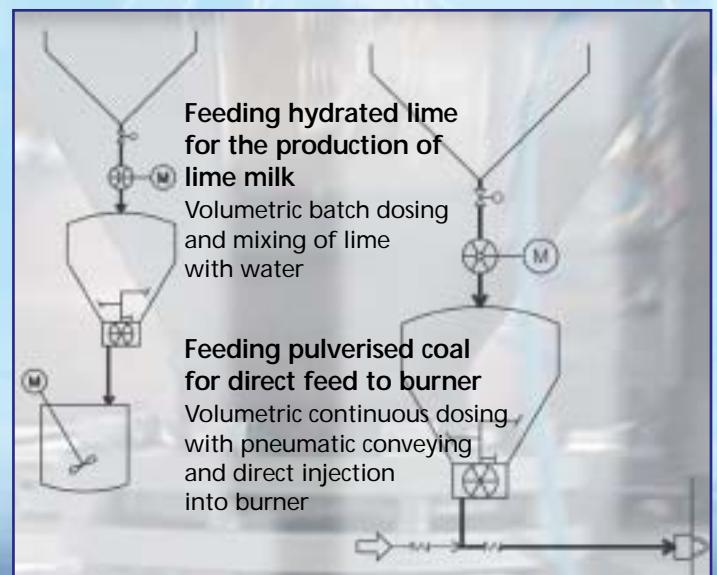 Feeding hydrated lime
for the production of
lime milk
Volumetric batch dosing
and mixing of lime
with water
M
M
M
Feeding pulverised coal
for direct feed to burner
Volumetric continuous dosing
with pneumatic conveying
and direct injection
into burner